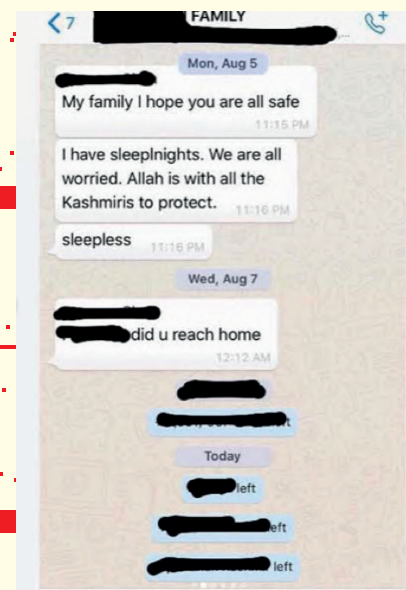 7
FAMILY
Mon, Aug 5
My family I hope you are all safe
11:15 PM
I have sleeplnights. We are all
worried. Allah is with all the
Kashmiris to protect.
11:16 PM
sleepless
11:16 PM
Wed, Aug 7
did u reach home
12:12 AM
Today
left
left
left